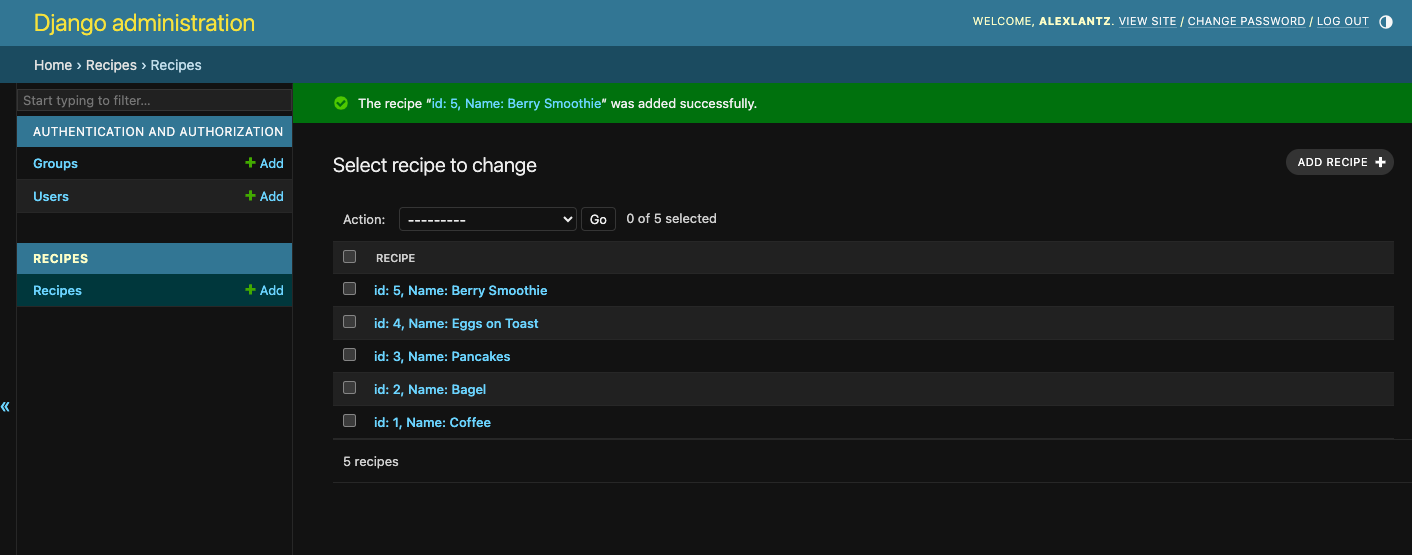 Django administration
WELCOME, ALEXLANTZ. VIEW SITE / CHANGE PASSWORD / LOG OUT
Home › Recipes › Recipes
Start typing to filter...
AUTHENTICATION AND AUTHORIZATION
Groups + Add
Users + Add
RECIPES
Recipes + Add
«
The recipe “id: 5, Name: Berry Smoothie” was added successfully.
Select recipe to change
ADD RECIPE +
Action: --------- Go 0 of 5 selected
RECIPE
id: 5, Name: Berry Smoothie
id: 4, Name: Eggs on Toast
id: 3, Name: Pancakes
id: 2, Name: Bagel
id: 1, Name: Coffee
5 recipes